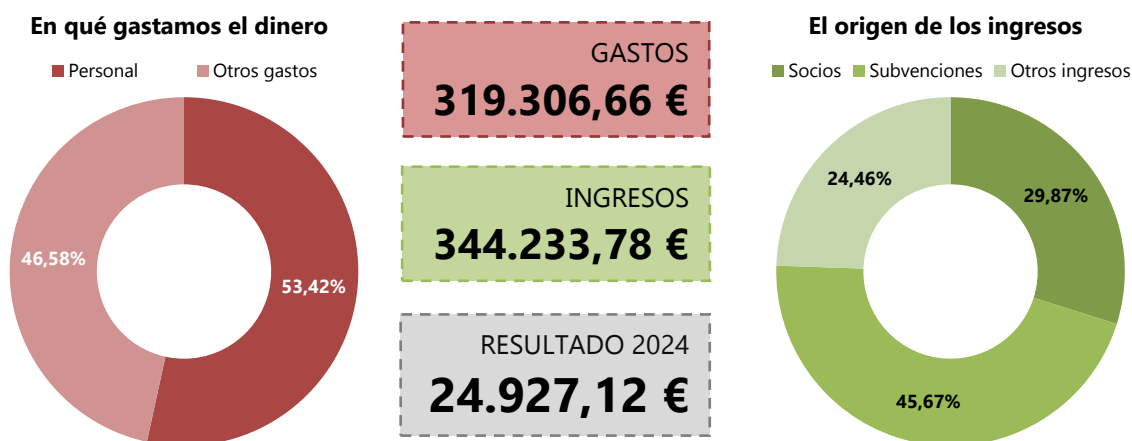 En qué gastamos el dinero
Personal Otros gastos
46,58%
53,42%
GASTOS
319.306,66 €
INGRESOS
344.233,78 €
RESULTADO 2024
24.927,12 €
El origen de los ingresos
Socios Subvenciones Otros ingresos
24,46%
29,87%
45,67%